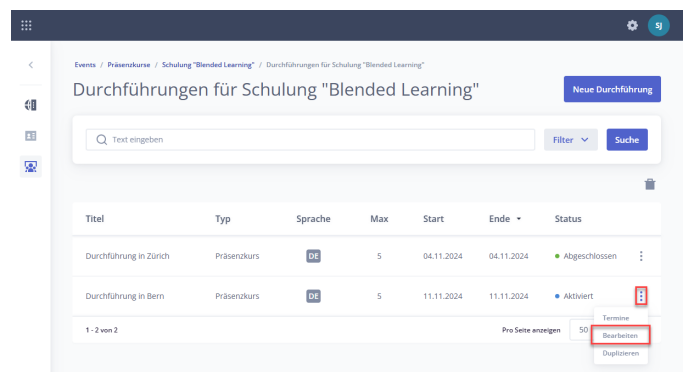 SJ
Events / Präsenzkurse / Schulung "Blended Learning" / Durchführungen für Schulung "Blended Learning"
Durchführungen für Schulung "Blended Learning"
Neue Durchführung
Text eingeben
Filter
Suche
Titel Typ Sprache Max Start Ende Status
Durchführung in Zürich Präsenzkurs DE 5 04.11.2024 04.11.2024 Abgeschlossen
Durchführung in Bern Präsenzkurs DE 5 11.11.2024 11.11.2024 Aktiviert
1 - 2 von 2 Pro Seite anzeigen 50
Termine
Bearbeiten
Duplizieren